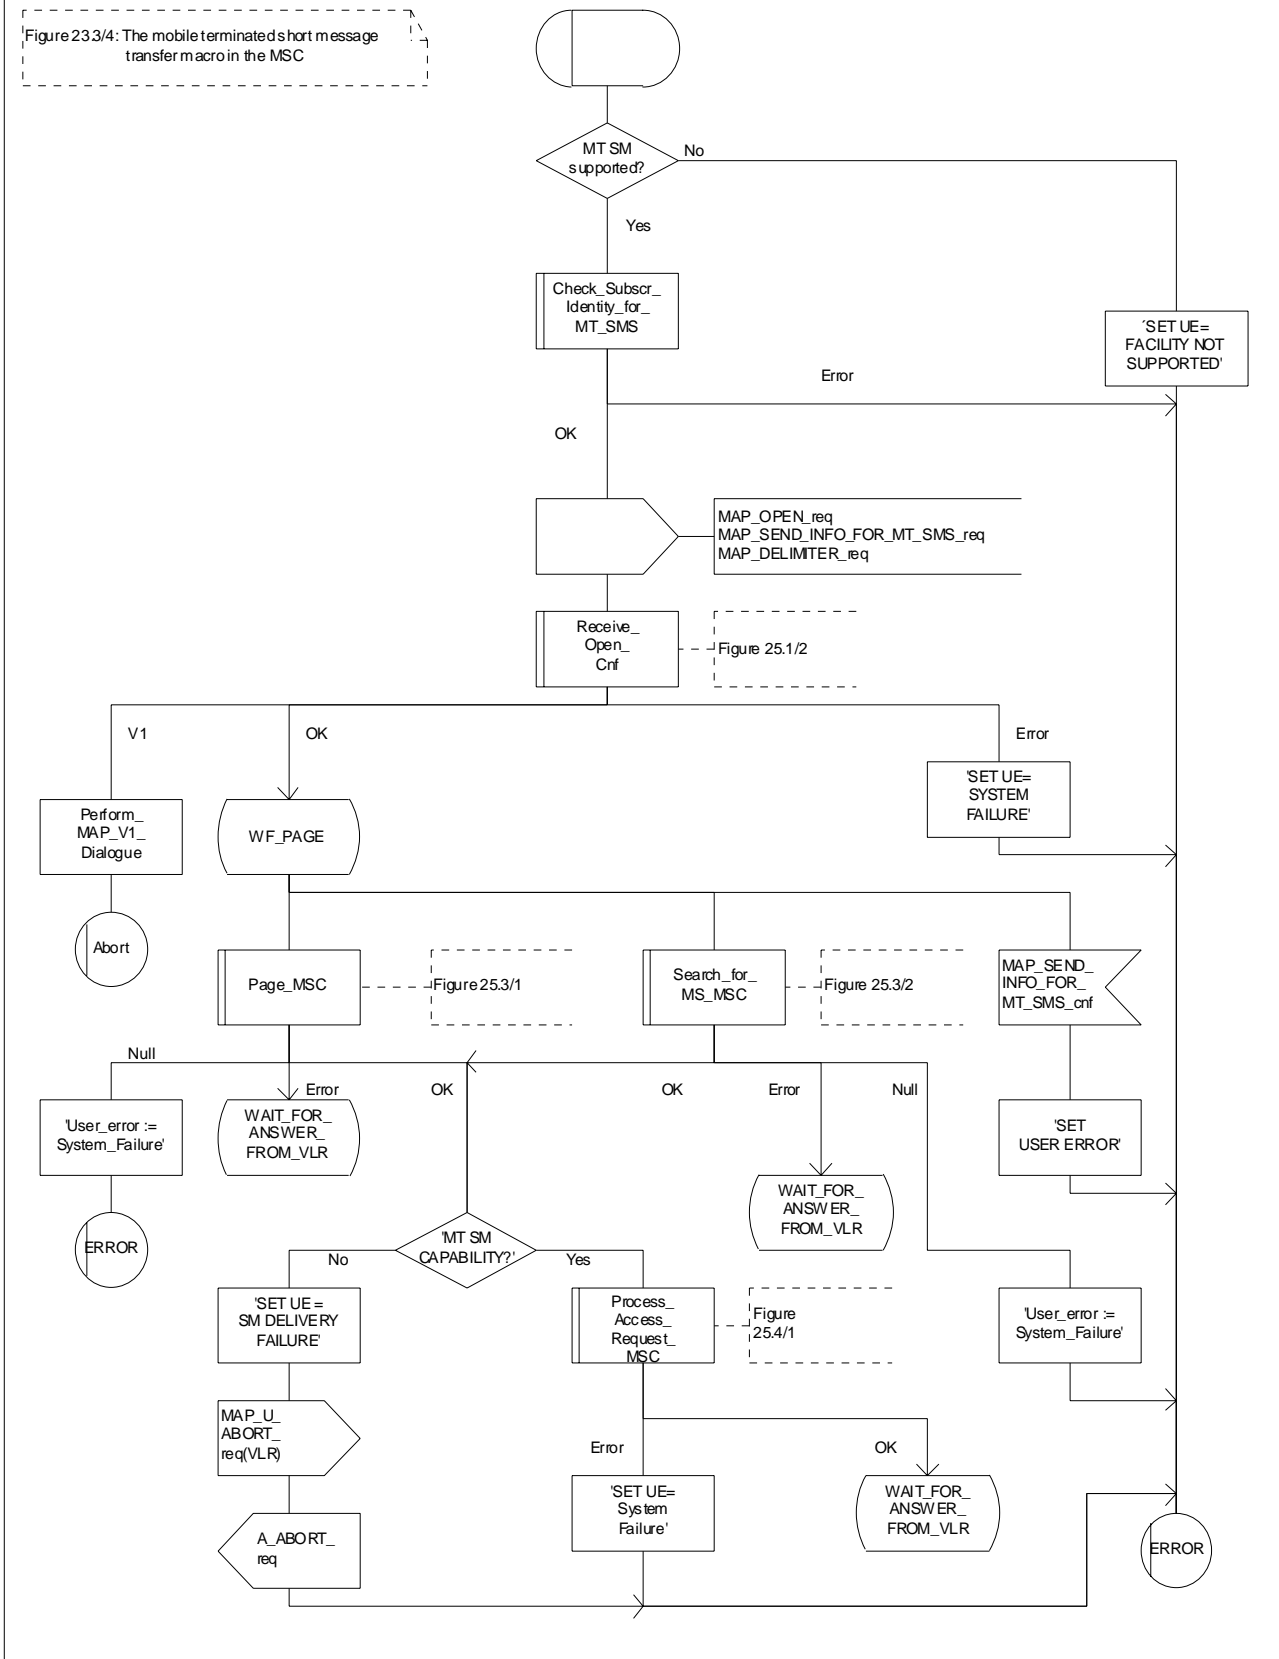 Figure 23.3/4: The mobile terminated short message
transfer macro in the MSC
MT SM
supported?
No
Yes
Check_Subscr_
Identity_for_
MT_SMS
´SET UE=
FACILITY NOT
SUPPORTED'
Error
OK
MAP_OPEN_req
MAP_SEND_INFO_FOR_MT_SMS_req
MAP_DELIMITER_req
Receive_
Open_
Cnf
Figure 25.1/2
V1
OK
Error
'SET UE=
SYSTEM
FAILURE'
Perform_
MAP_V1_
Dialogue
WF_PAGE
Abort
Page_MSC
Figure 25.3/1
Search_for_
MS_MSC
Figure 25.3/2
MAP_SEND_
INFO_FOR_
MT_SMS_cnf
Null
Error
OK
OK
Error
Null
'User_error :=
System_Failure'
WAIT_FOR_
ANSWER_
FROM_VLR
'SET
USER ERROR'
WAIT_FOR_
ANSWER_
FROM_VLR
ERROR
'MT SM
CAPABILITY?'
No
Yes
'SET UE =
SM DELIVERY
FAILURE'
Process_
Access_
Request_
MSC
Figure
25.4/1
'User_error :=
System_Failure'
MAP_U_
ABORT_
req(VLR)
Error
OK
'SET UE=
System
Failure'
WAIT_FOR_
ANSWER_
FROM_VLR
A_ABORT_
req
ERROR